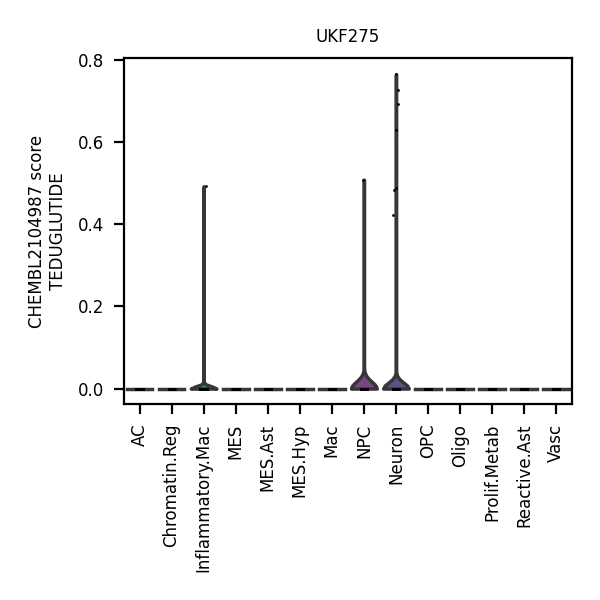 UKF275
CHEMBL2104987 score
TEDUGLUTIDE
0.8
0.6
0.4
0.2
0.0
AC
Chromatin.Reg
Inflammatory.Mac
MES
MES.Ast
MES.Hyp
Mac
NPC
Neuron
OPC
Oligo
Prolif.Metab
Reactive.Ast
Vasc